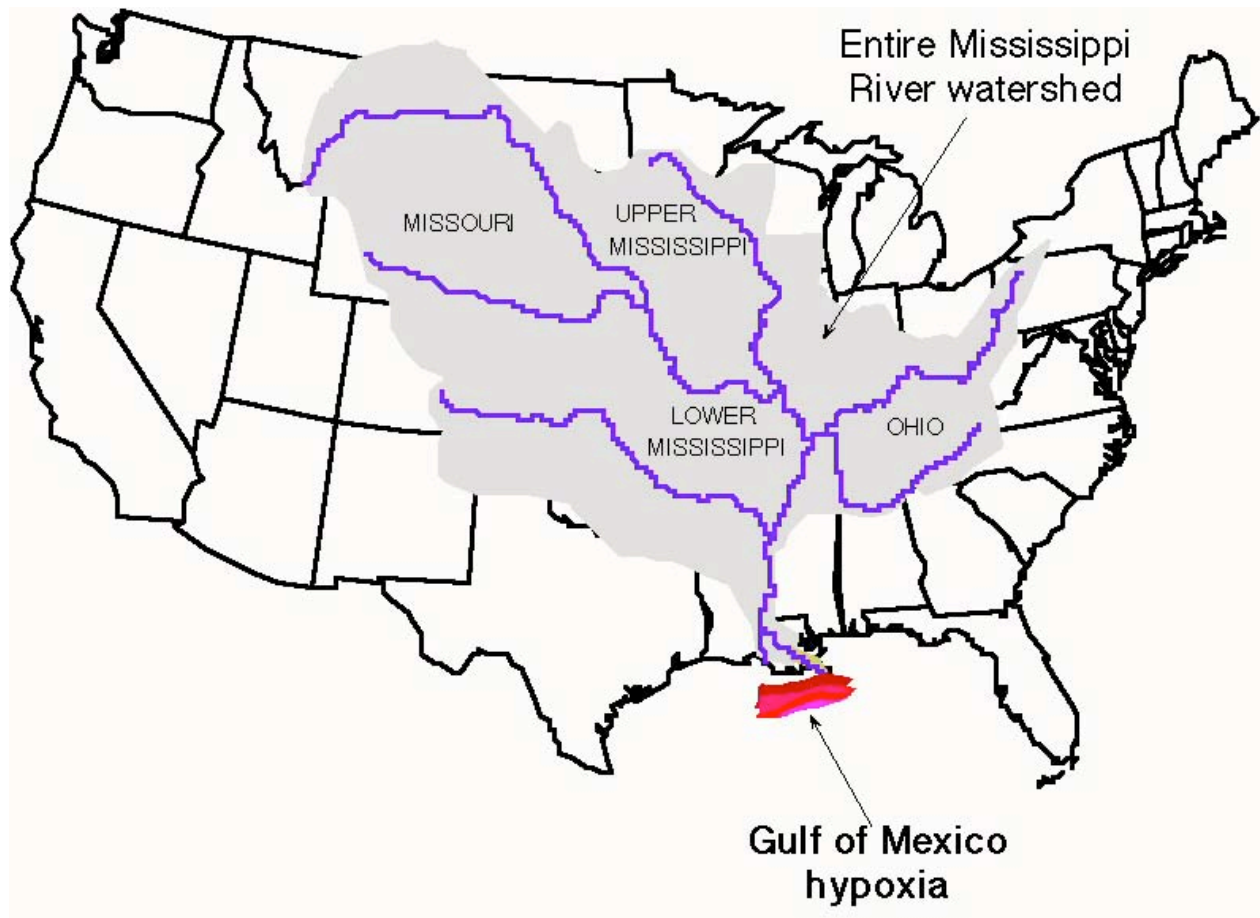 Entire Mississippi
River watershed
MISSOURI
UPPER
MISSISSIPPI
LOWER
MISSISSIPPI
OHIO
Gulf of Mexico
hypoxia